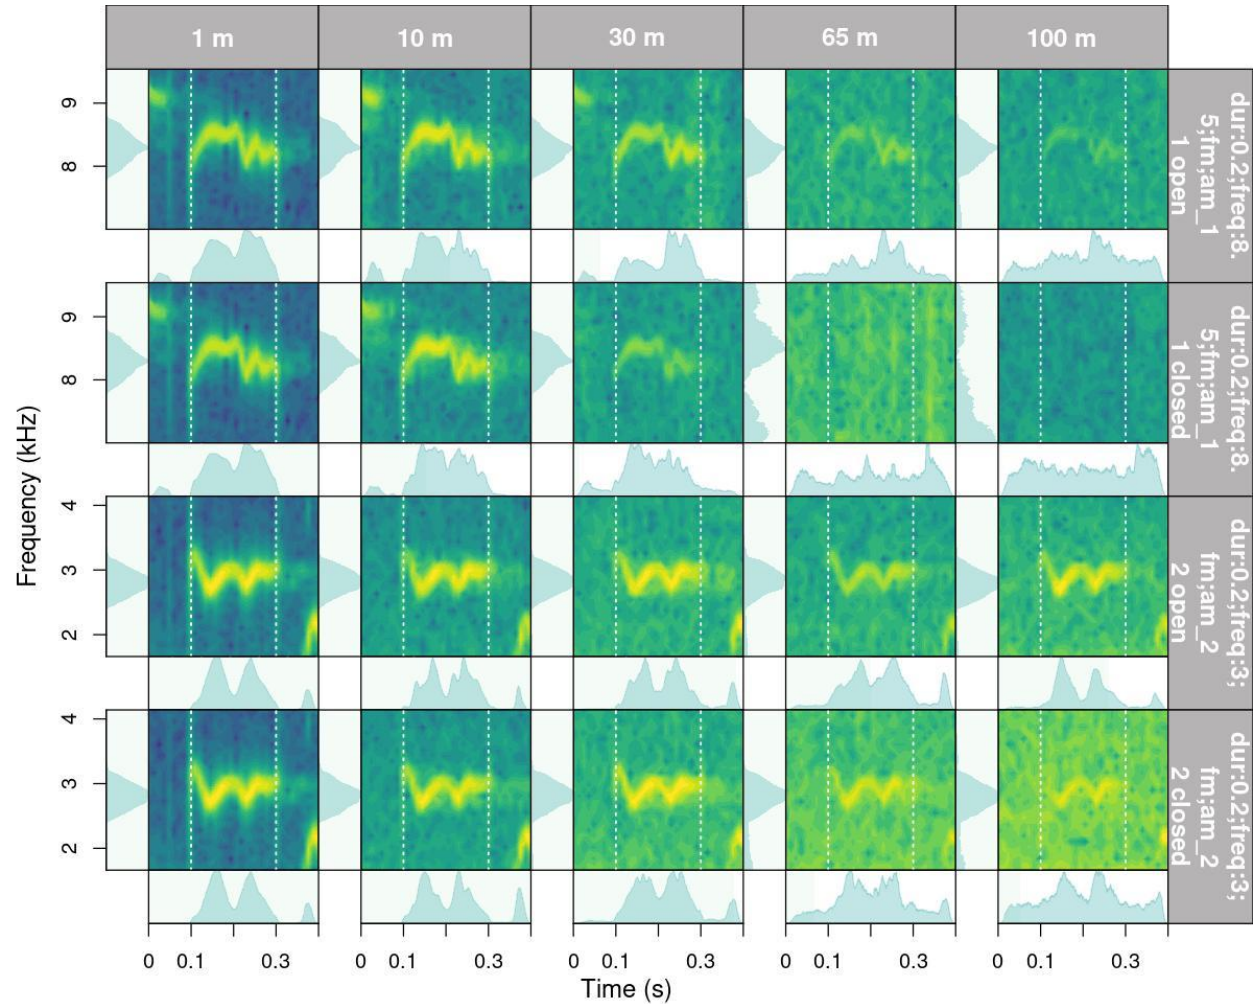 1 m 10 m 30 m 65 m 100 m
dur:0.2;freq:8.
5;fm;am_1
1 open
9
8
dur:0.2;freq:8.
5;fm;am_1
1 closed
9
8
Frequency (kHz)
dur:0.2;freq:3;
fm;am_2
2 open
4
3
2
dur:0.2;freq:3;
fm;am_2
2 closed
4
3
2
0 0.1 0.3 0 0.1 0.3 0 0.1 0.3 0 0.1 0.3 0 0.1 0.3
Time (s)